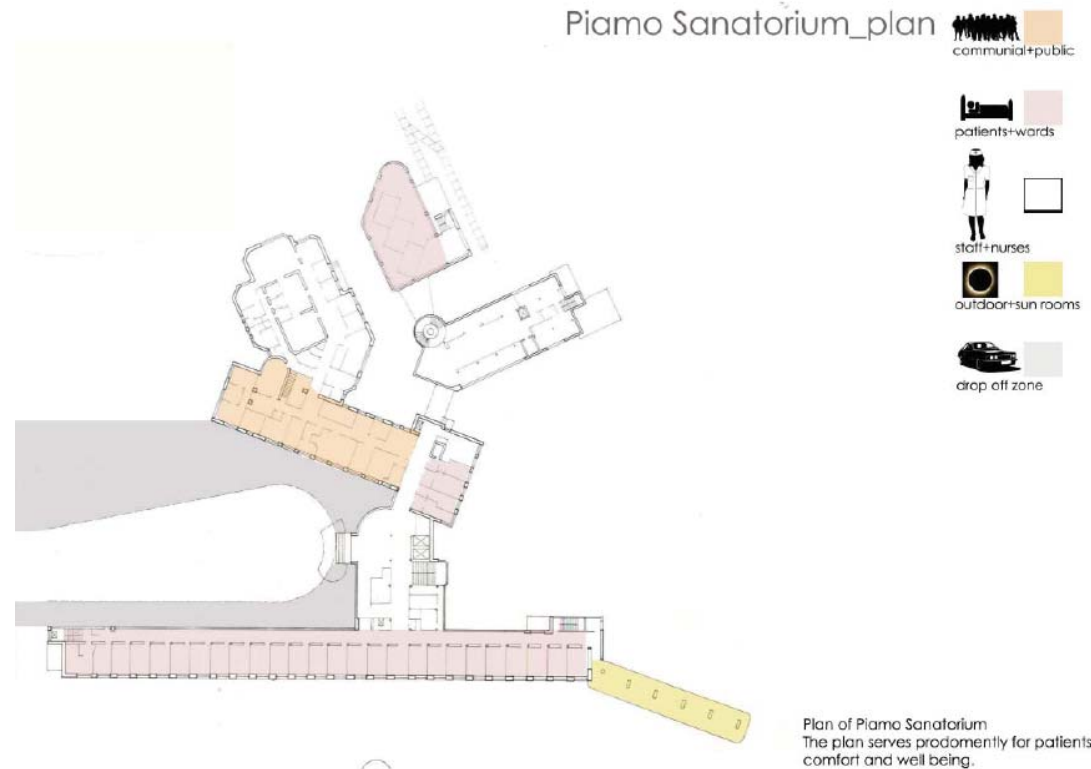 Piamo Sanatorium_plan
communial+public
patients+wards
staff+nurses
outdoor+sun rooms
drop off zone
Plan of Piamo Sanatorium
The plan serves prodomently for patients
comfort and well being.